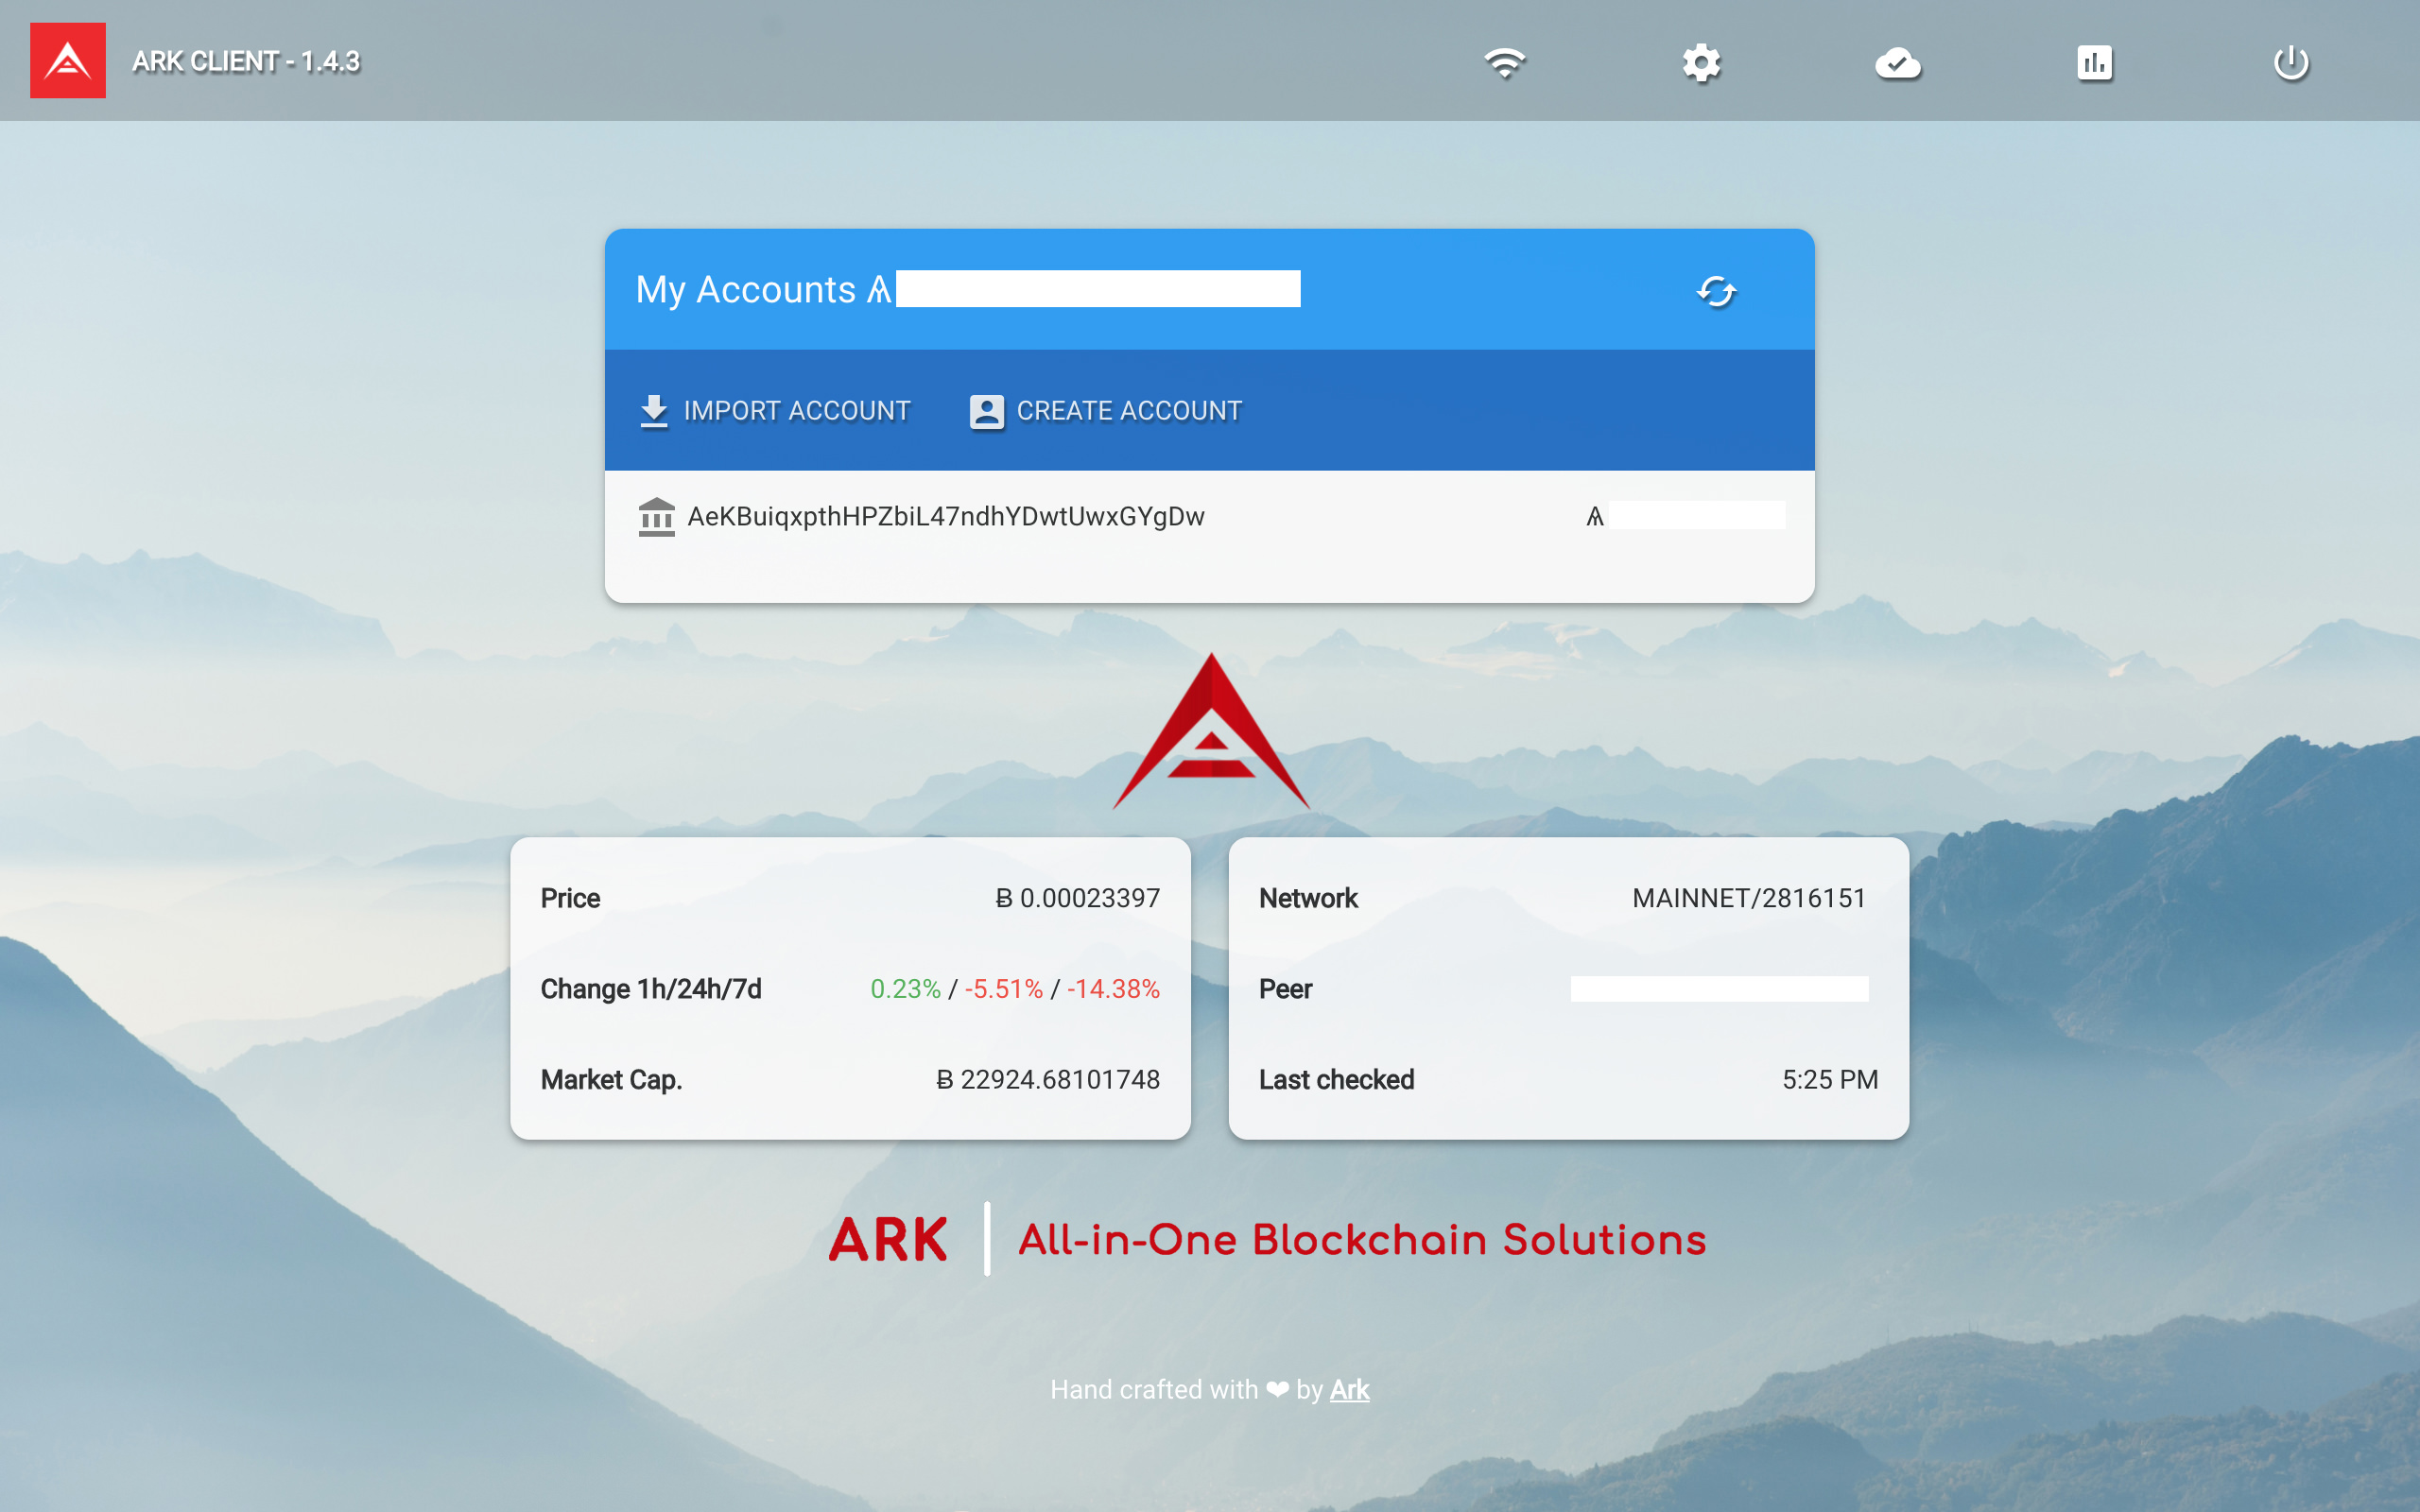 ARK CLIENT - 1.4.3
My Accounts Ѧ
IMPORT ACCOUNT CREATE ACCOUNT
AeKBuiqxpthHPZbiL47ndhYDwtUwxGYgDw Ѧ
Price Ƀ 0.00023397
Change 1h/24h/7d 0.23% / -5.51% / -14.38%
Market Cap. Ƀ 22924.68101748
Network MAINNET/2816151
Peer
Last checked 5:25 PM
ARK | All-in-One Blockchain Solutions
Hand crafted with ❤ by Ark